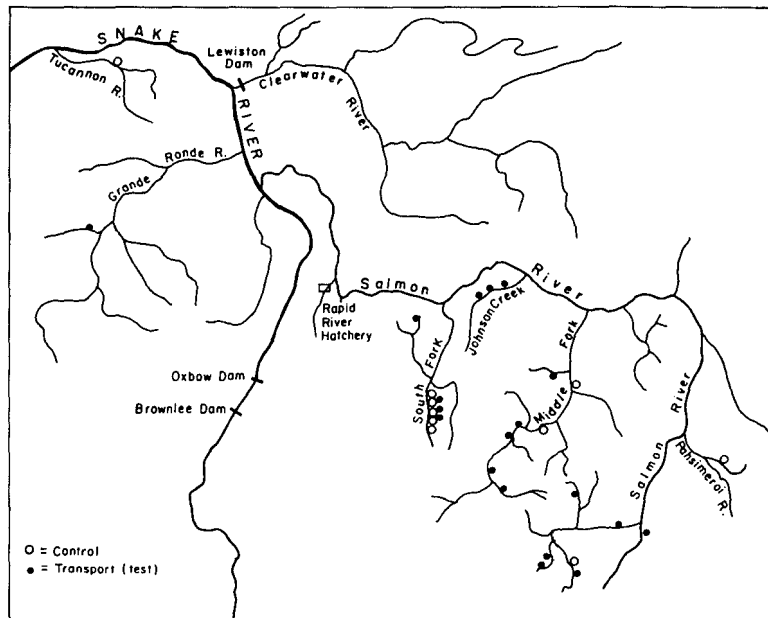 SNAKE
RIVER
Lewiston
Dam
Tucannon
R.
Clearwater
River
Grande
Ronde R.
Salmon
River
Rapid
River
Hatchery
Johnson Creek
South
Fork
Middle
Fork
Oxbow Dam
Brownlee Dam
Salmon
River
Pahsimeroi
R.
O = Control
● = Transport (test)